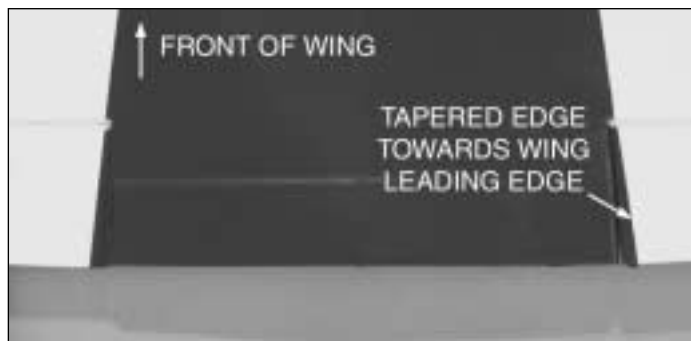 FRONT OF WING
TAPERED EDGE
TOWARDS WING
LEADING EDGE